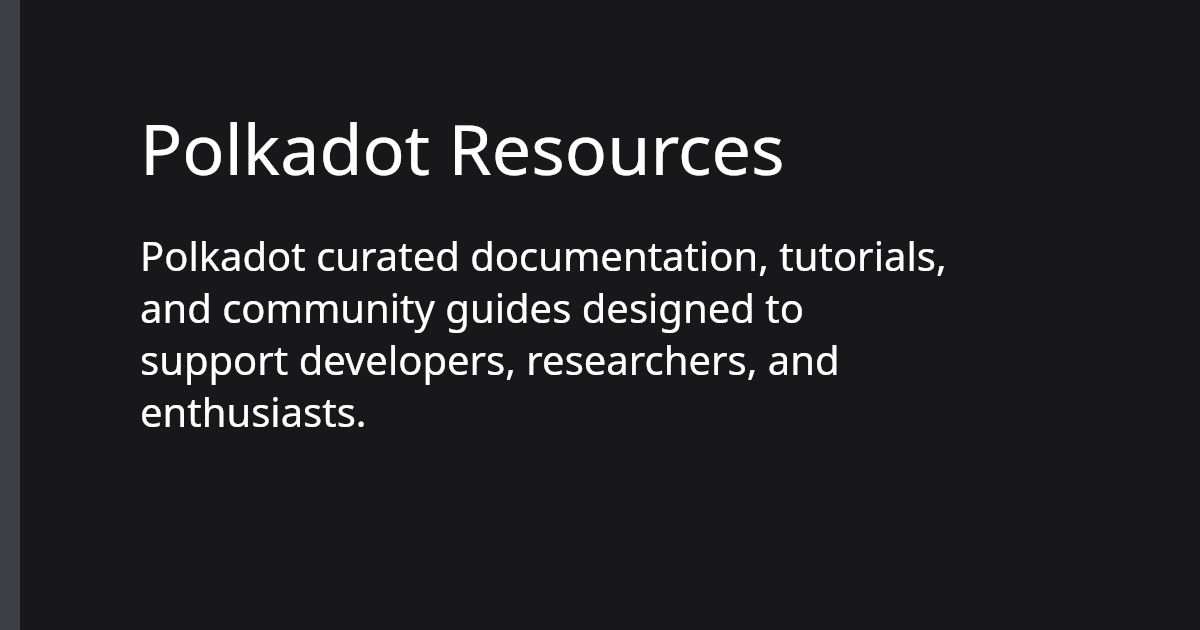 Polkadot Resources
Polkadot curated documentation, tutorials,
and community guides designed to
support developers, researchers, and
enthusiasts.